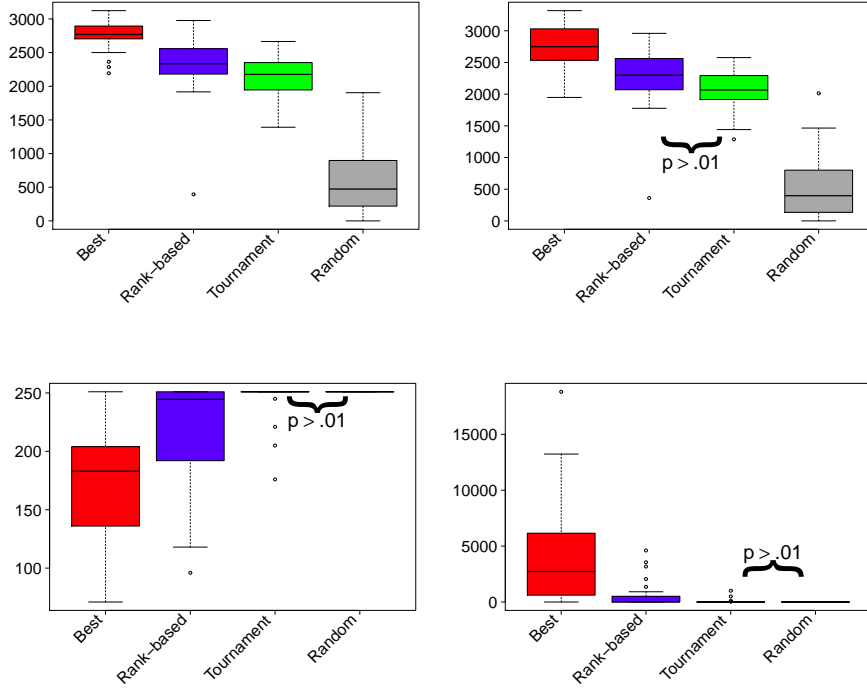 3000
2500
2000
1500
1000
500
0
Best
Rank−based
Tournament
Random
3000
2500
2000
1500
1000
500
0
p > .01
Best
Rank−based
Tournament
Random
250
200
150
100
p > .01
Best
Rank−based
Tournament
Random
15000
10000
5000
0
p > .01
Best
Rank−based
Tournament
Random